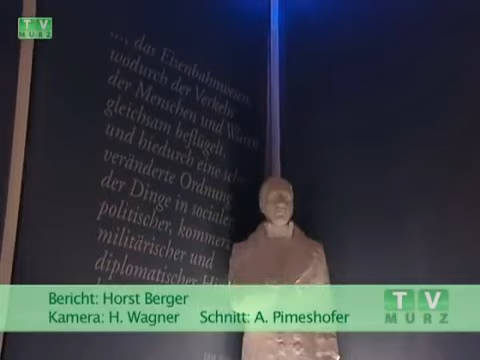 TV
MURZ
..., das Eisenbahnwesen,
wodurch der Verkehr
der Menschen und Waren
gleichsam beflügelt,
und hiedurch eine
veränderte Ordnung
der Dinge in sociale
politischer,
militärischer und
diplomatischer
Bericht: Horst Berger
Kamera: H. Wagner Schnitt: A. Pimeshofer
TV
MURZ